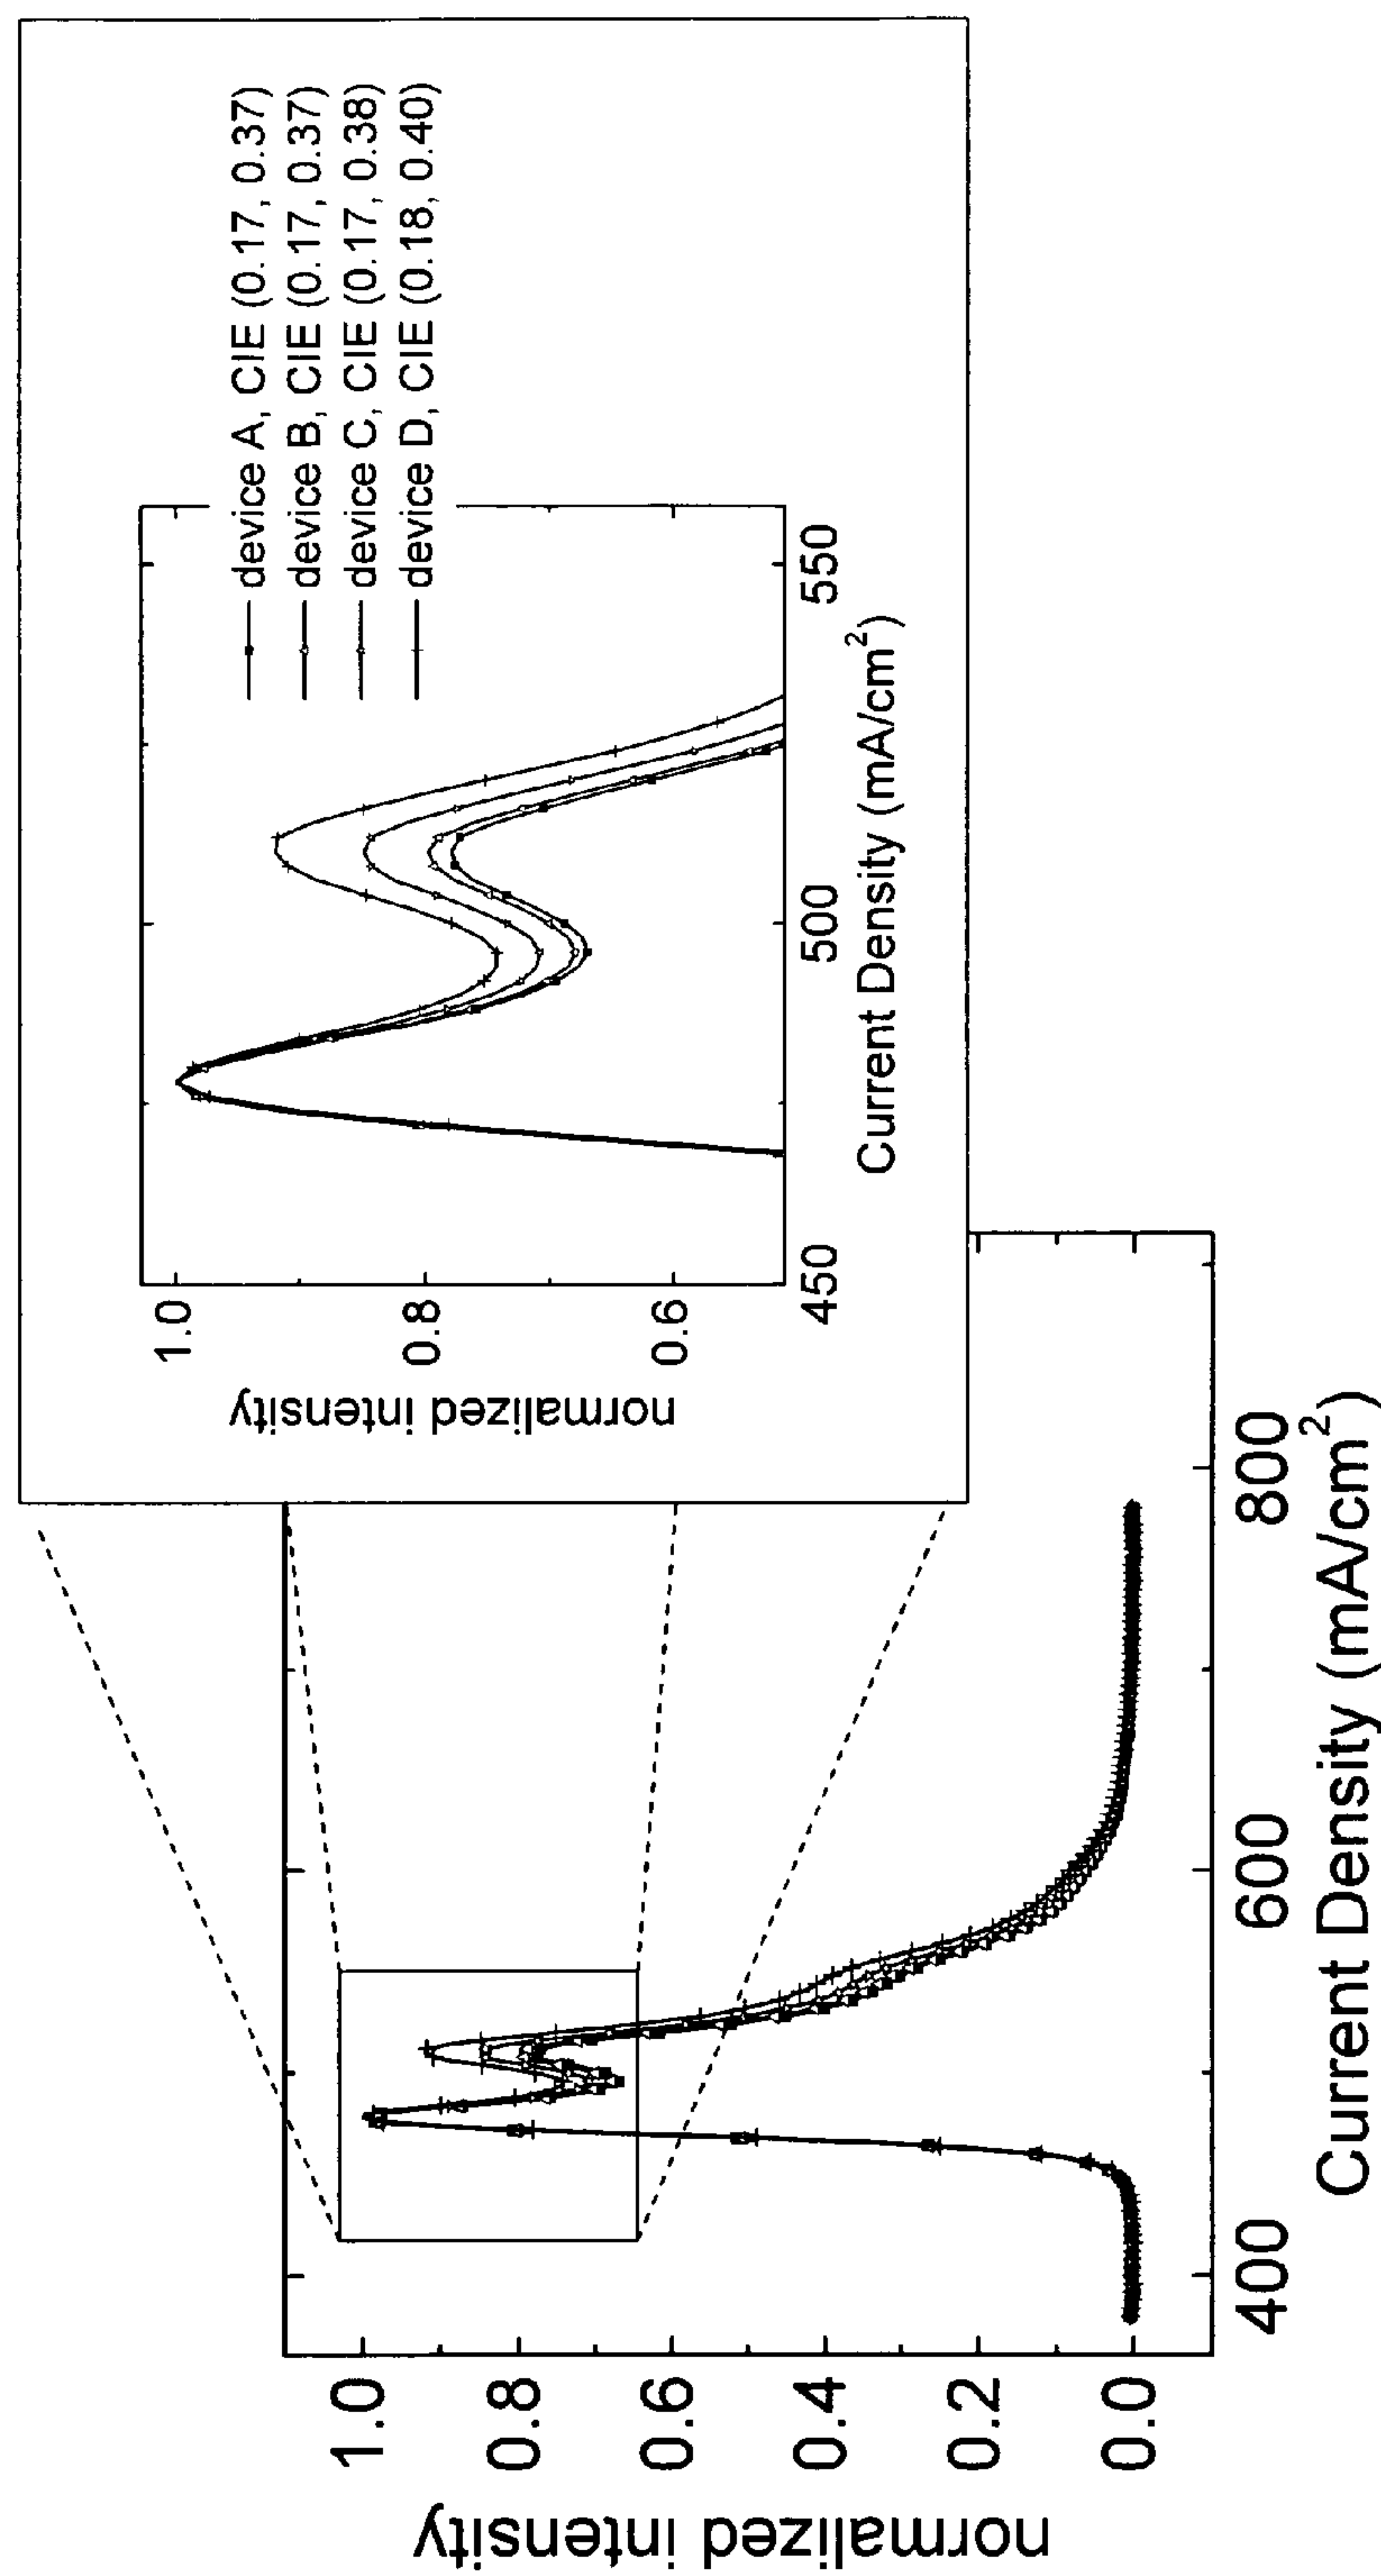 normalized intensity
1.0
0.8
0.6
0.4
0.2
0.0
400
600
800
Current Density (mA/cm²)
normalized intensity
1.0
0.8
0.6
450
500
550
Current Density (mA/cm²)
device A, CIE (0.17, 0.37)
device B, CIE (0.17, 0.37)
device C, CIE (0.17, 0.38)
device D, CIE (0.18, 0.40)